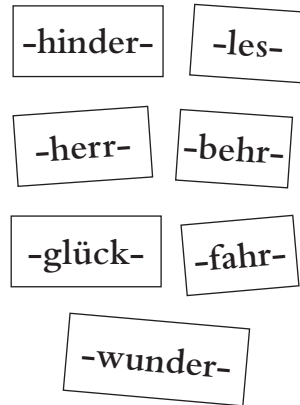 -hinder-
-les-
-herr-
-behr-
-glück-
-fahr-
-wunder-